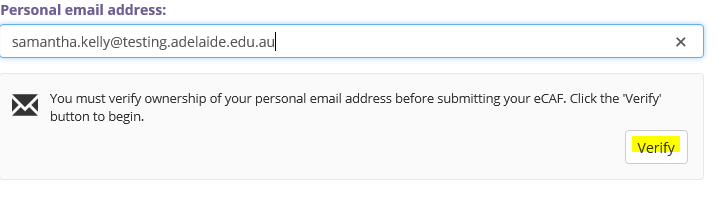 Personal email address:
samantha.kelly@testing.adelaide.edu.au
You must verify ownership of your personal email address before submitting your eCAF. Click the 'Verify'
button to begin.
Verify